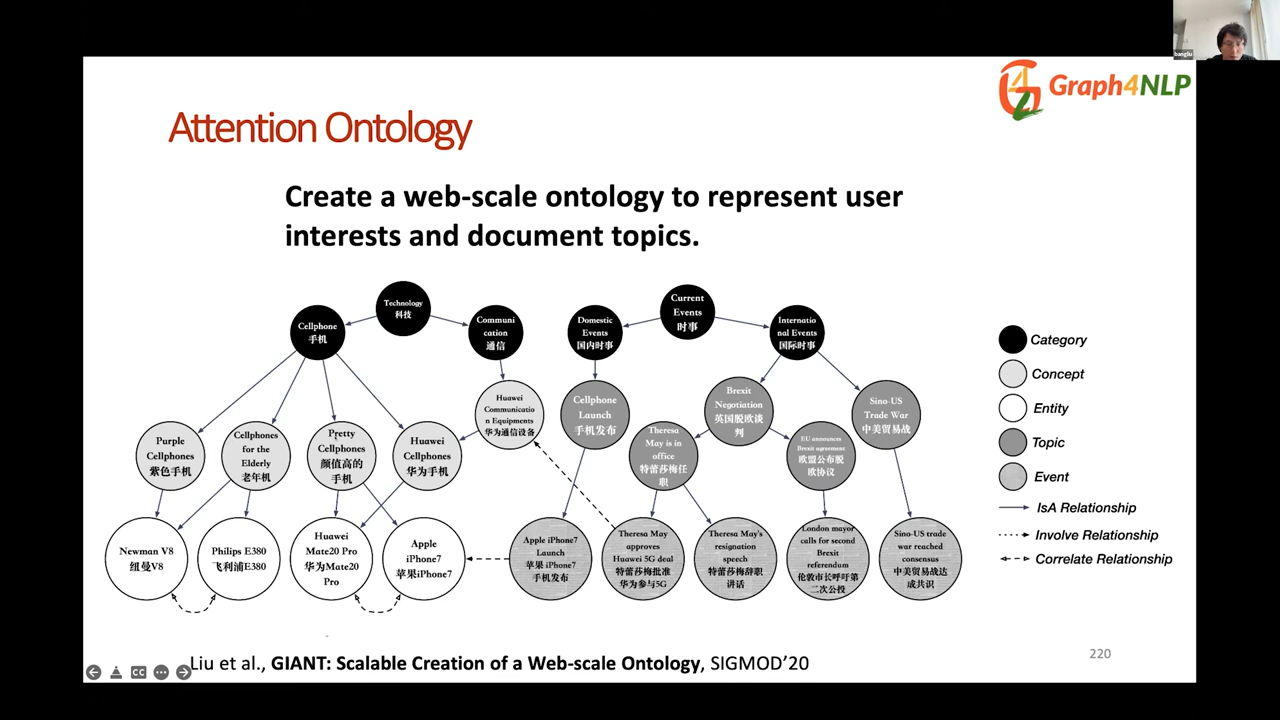 bangliu
Graph4NLP
Attention Ontology
Create a web-scale ontology to represent user
interests and document topics.
Technology
科技
Cellphone
手机
Communi
cation
通信
Current
Events
时事
Domestic
Events
国内时事
Internatio
nal Events
国际时事
Huawei
Communicatio
n Equipments
华为通信设备
Cellphone
Launch
手机发布
Brexit
Negotiation
英国脱欧谈
判
Sino-US
Trade War
中美贸易战
Purple
Cellphones
紫色手机
Cellphones
for the
Elderly
老年机
Pretty
Cellphones
颜值高的
手机
Huawei
Cellphones
华为手机
Theresa
May is in
office
特蕾莎梅任
职
EU announces
Brexit agreement
欧盟公布脱
欧协议
Newman V8
纽曼V8
Philips E380
飞利浦E380
Huawei
Mate20 Pro
华为Mate20
Pro
Apple
iPhone7
苹果iPhone7
Apple iPhone7
Launch
苹果 iPhone7
手机发布
Theresa May
approves
Huawei 5G deal
特蕾莎梅批准
华为参与5G
Theresa May's
resignation
speech
特蕾莎梅辞职
讲话
London mayor
calls for second
Brexit
referendum
伦敦市长呼吁第
二次公投
Sino-US trade
war reached
consensus
中美贸易战达
成共识
Category
Concept
Entity
Topic
Event
IsA Relationship
Involve Relationship
Correlate Relationship
Liu et al., GIANT: Scalable Creation of a Web-scale Ontology, SIGMOD'20
220
CC